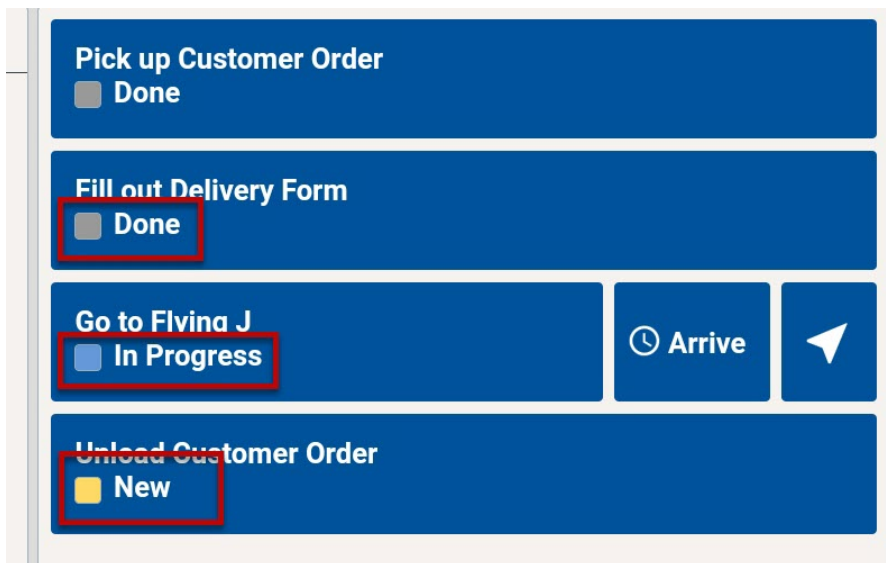 Pick up Customer Order
Done
Fill out Delivery Form
Done
Go to Flying J
In Progress
Arrive
Unload Customer Order
New